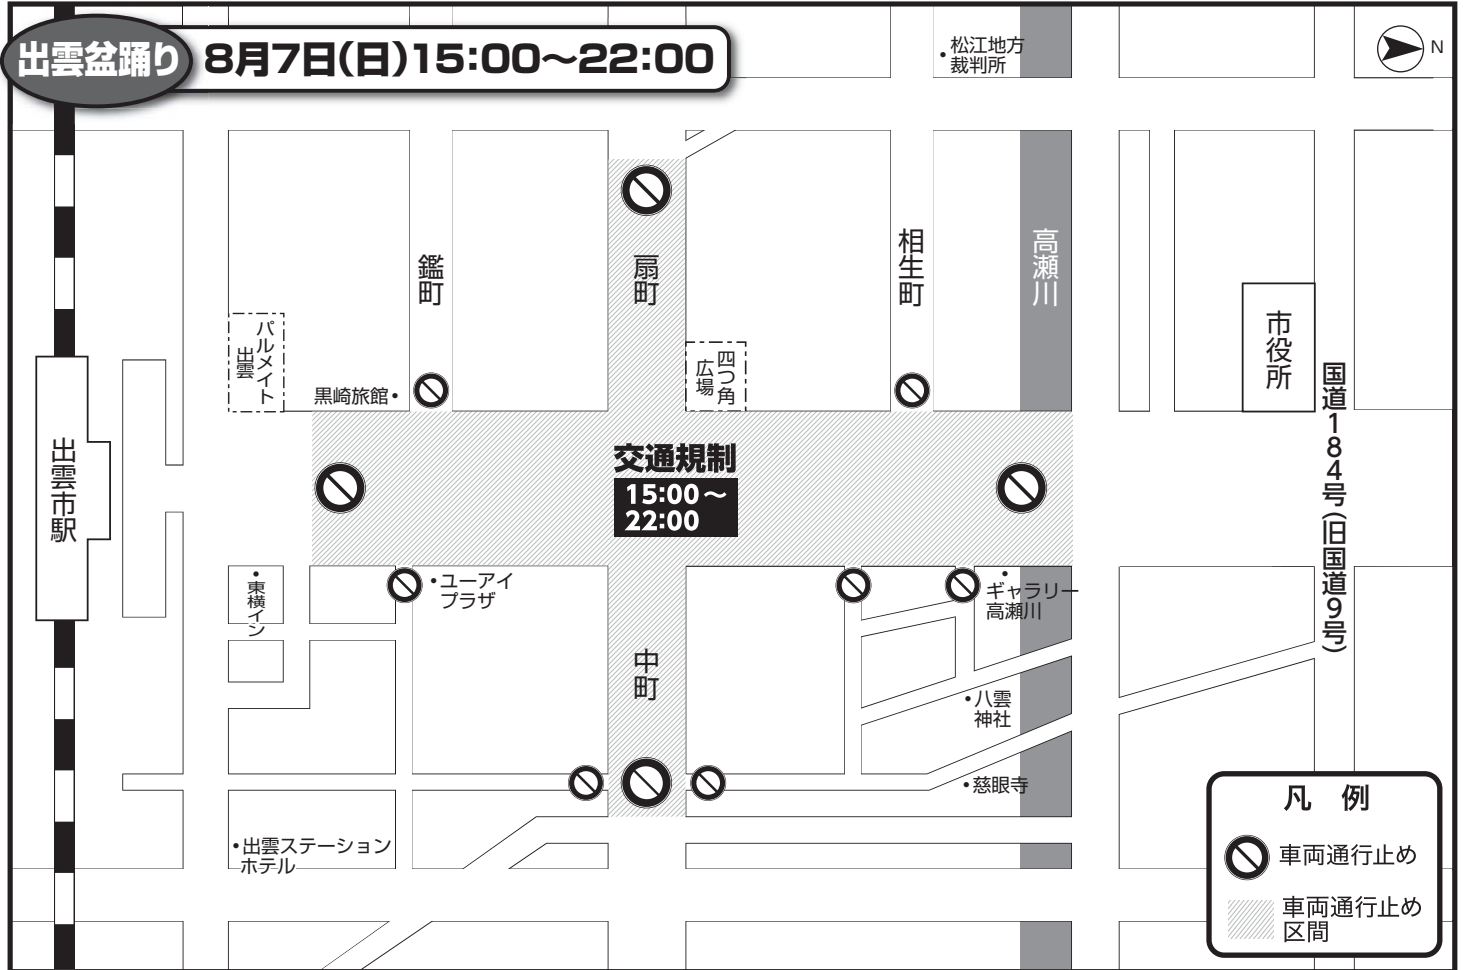 出雲盆踊り
8月7日(日)15:00〜22:00
・松江地方
裁判所
N
鑑町
扇町
相生町
高瀬川
パルメイト
出雲
黒崎旅館・
四つ角
広場
市役所
国道184号(旧国道9号)
出雲市駅
交通規制
15:00〜
22:00
・東横イン
・ユーアイ
プラザ
・
ギャラリー
高瀬川
中町
・八雲
神社
・慈眼寺
・出雲ステーション
ホテル
凡 例
車両通行止め
車両通行止め
区間